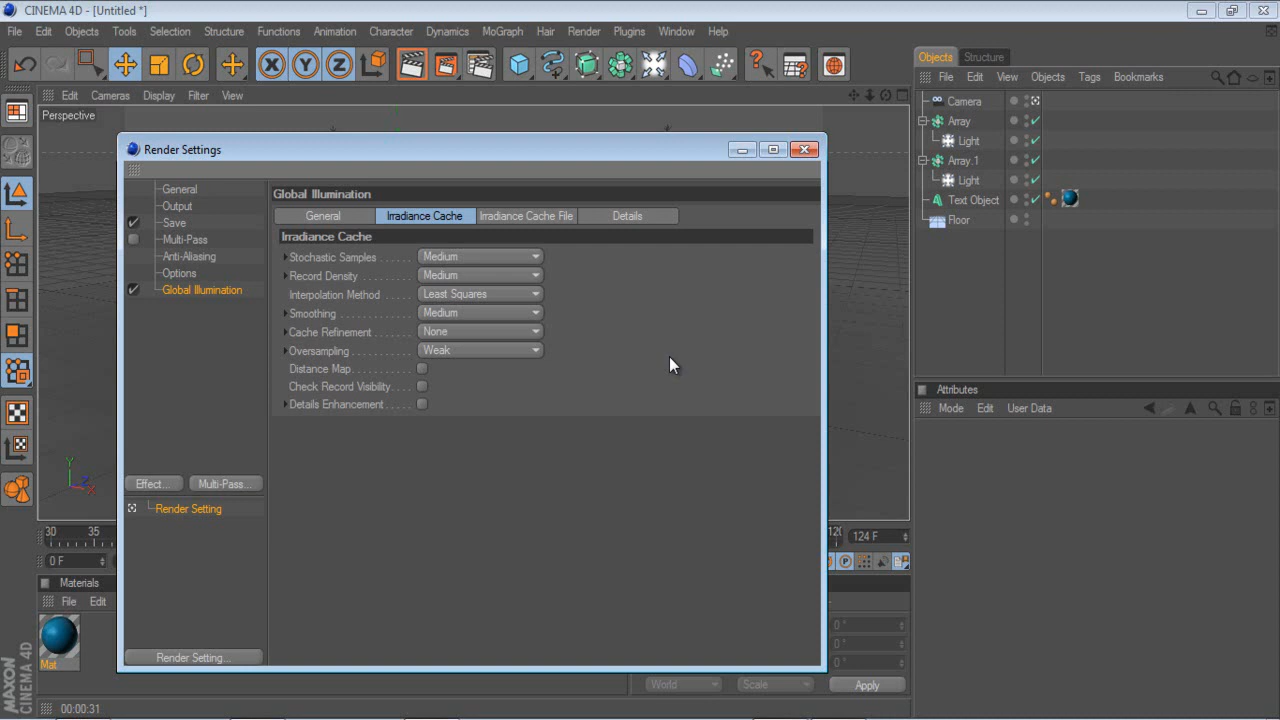 CINEMA 4D - [Untitled *]
File Edit Objects Tools Selection Structure Functions Animation Character Dynamics MoGraph Hair Render Plugins Window Help
Objects Structure
Edit Cameras Display Filter View
File Edit View Objects Tags Bookmarks
Perspective
Camera
Array
Light
Array.1
Light
Text Object
Floor
Render Settings
General
Output
Save
Multi-Pass
Anti-Aliasing
Options
Global Illumination
Global Illumination
General Irradiance Cache Irradiance Cache File Details
Irradiance Cache
Stochastic Samples Medium
Record Density Medium
Interpolation Method Least Squares
Smoothing Medium
Cache Refinement None
Oversampling Weak
Distance Map
Check Record Visibility
Details Enhancement
Effect... Multi-Pass...
Render Setting
Render Setting...
Attributes
Mode Edit User Data
Y
Z
X
30 35
120 124 F
0 F
Materials
File Edit
Mat
0 °
0 °
0 °
World Scale Apply
MAXON
CINEMA 4D
00:00:31